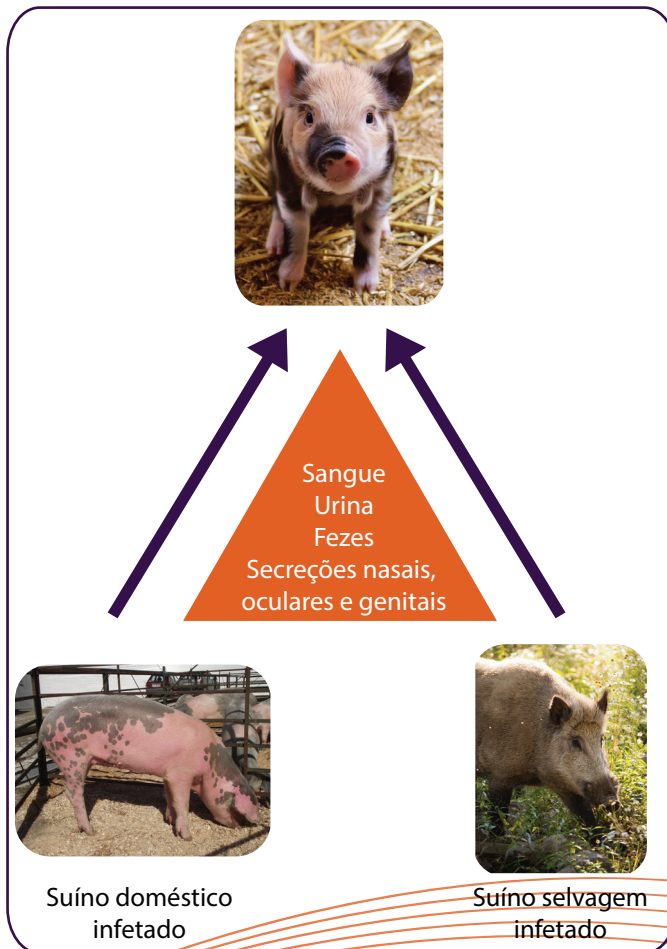 Sangue
Urina
Fezes
Secreções nasais,
oculares e genitais
Suíno doméstico
infetado
Suíno selvagem
infetado